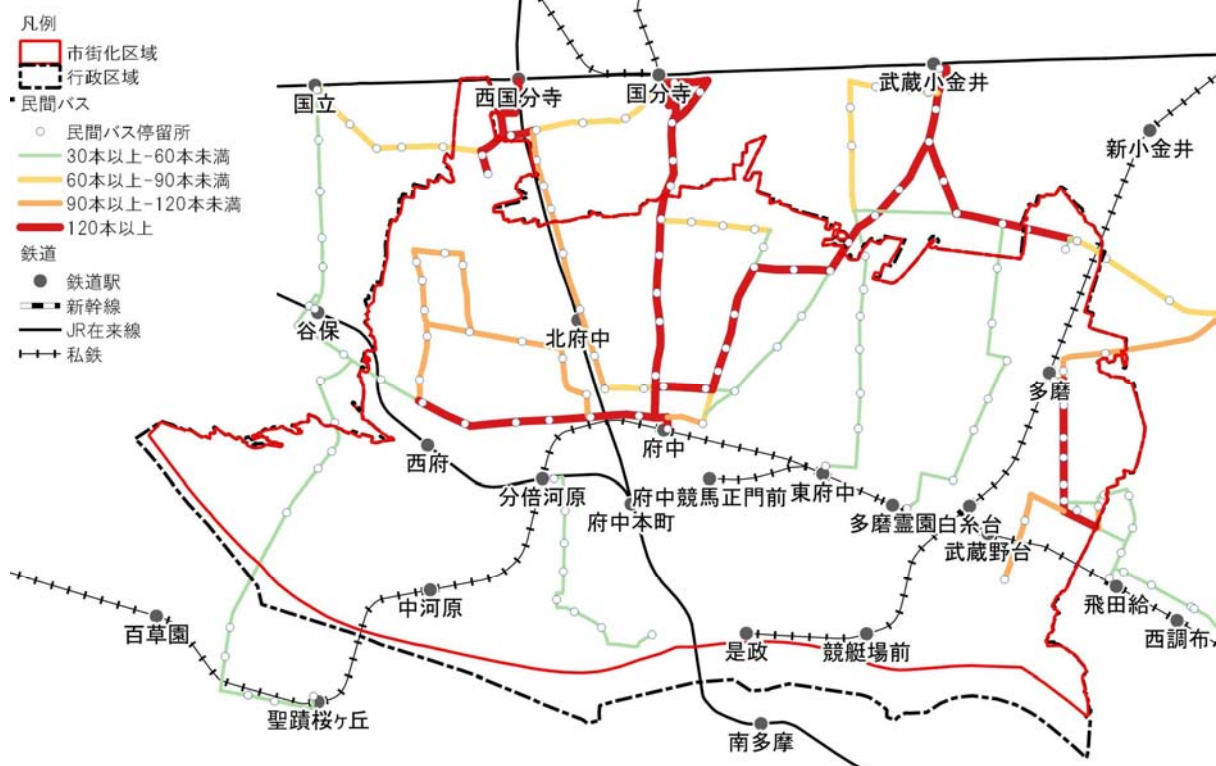 凡例
市街化区域
行政区域
民間バス
民間バス停留所
30本以上-60本未満
60本以上-90本未満
90本以上-120本未満
120本以上
鉄道
鉄道駅
新幹線
JR在来線
私鉄
国立
西国分寺
国分寺
武蔵小金井
新小金井
谷保
北府中
多磨
西府
府中
分倍河原
府中競馬正門前
東府中
府中本町
多磨霊園
白糸台
武蔵野台
中河原
飛田給
百草園
西調布
是政
競艇場前
聖蹟桜ヶ丘
南多摩